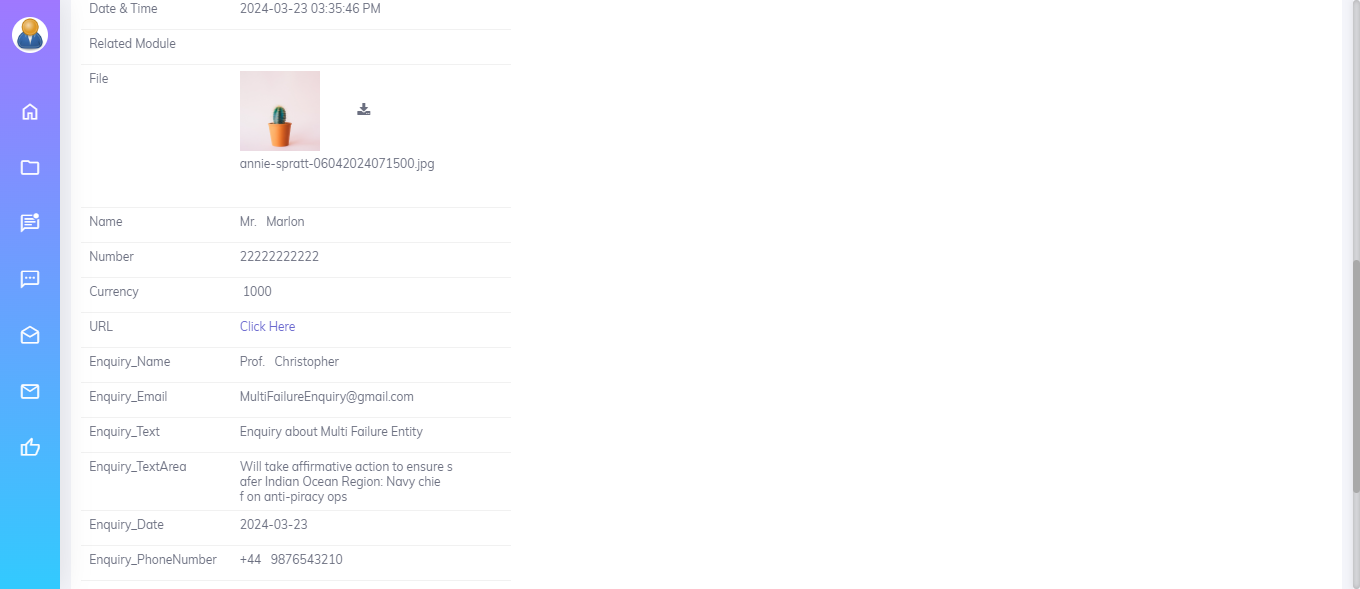 Date & Time 2024-03-23 03:35:46 PM
Related Module
File
annie-spratt-06042024071500.jpg
Name Mr. Marlon
Number 22222222222
Currency 1000
URL Click Here
Enquiry_Name Prof. Christopher
Enquiry_Email MultiFailureEnquiry@gmail.com
Enquiry_Text Enquiry about Multi Failure Entity
Enquiry_TextArea Will take affirmative action to ensure s
afer Indian Ocean Region: Navy chie
f on anti-piracy ops
Enquiry_Date 2024-03-23
Enquiry_PhoneNumber +44 9876543210